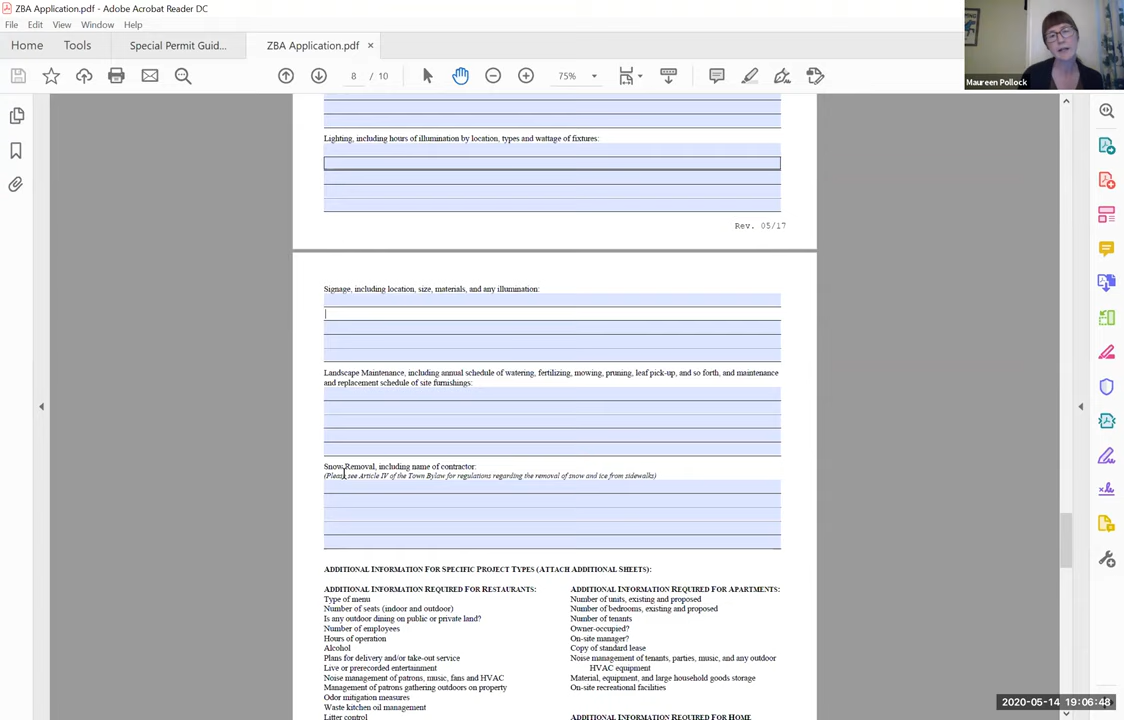 ZBA Application.pdf - Adobe Acrobat Reader DC
File Edit View Window Help
Home Tools Special Permit Guid... ZBA Application.pdf ×
8 / 10 75%
Maureen Pollock
Lighting, including hours of illumination by location, types and wattage of fixtures:
Rev. 05/17
Signage, including location, size, materials, and any illumination:
Landscape Maintenance, including annual schedule of watering, fertilizing, mowing, pruning, leaf pick-up, and so forth, and maintenance
and replacement schedule of site furnishings:
Snow Removal, including name of contractor:
(Please see Article IV of the Town Bylaw for regulations regarding the removal of snow and ice from sidewalks)
ADDITIONAL INFORMATION FOR SPECIFIC PROJECT TYPES (ATTACH ADDITIONAL SHEETS):
ADDITIONAL INFORMATION REQUIRED FOR RESTAURANTS:
Type of menu
Number of seats (indoor and outdoor)
Is any outdoor dining on public or private land?
Number of employees
Hours of operation
Alcohol
Plans for delivery and/or take-out service
Live or prerecorded entertainment
Noise management of patrons, music, fans and HVAC
Management of patrons gathering outdoors on property
Odor mitigation measures
Waste kitchen oil management
Litter control
ADDITIONAL INFORMATION REQUIRED FOR APARTMENTS:
Number of units, existing and proposed
Number of bedrooms, existing and proposed
Number of tenants
Owner-occupied?
On-site manager?
Copy of standard lease
Noise management of tenants, parties, music, and any outdoor
HVAC equipment
Material, equipment, and large household goods storage
On-site recreational facilities
ADDITIONAL INFORMATION REQUIRED FOR HOME
2020-05-14 19:06:48